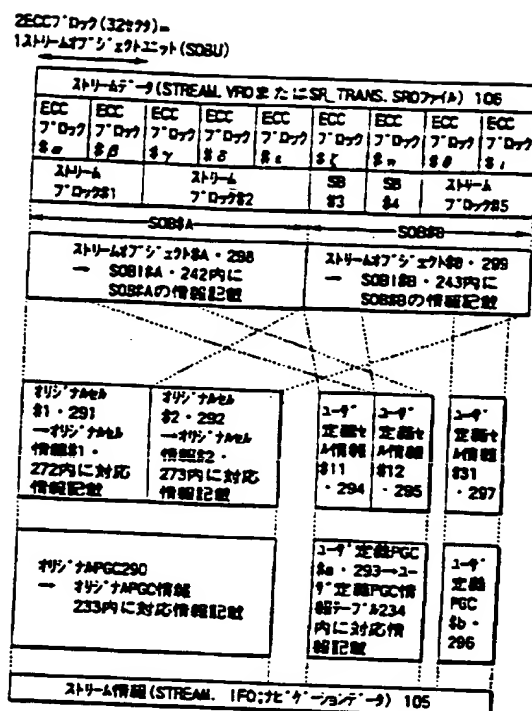 2ECCブロック(32セクタ)=
1ストリームオブジェクトユニット(SOBU)
ストリームデータ(STREAM. VROまたはSR_TRANS. SROファイル) 106
ECC ECC ECC ECC ECC ECC ECC ECC ECC
ブロック ブロック ブロック ブロック ブロック ブロック ブロック ブロック ブロック
$α $β $γ $δ $ε $ζ $η $θ $ι
ストリーム ストリーム SB SB ストリーム
ブロック$1 ブロック$2 $3 $4 ブロック$5
SOB$A SOB$B
ストリームオブジェクト$A・298
→ SOBI$A・242内に
SOB$Aの情報記載
ストリームオブジェクト$B・299
→ SOBI$B・243内に
SOB$Bの情報記載
オリジナルセル
$1・291
→オリジナルセル
情報$1・
272内に対応
情報記載
オリジナルセル
$2・292
→オリジナルセル
情報$2・
273内に対応
情報記載
ユーザ
定義セ
ル情報
$11
・294
ユーザ
定義セ
ル情報
$12
・295
ユーザ
定義セ
ル情報
$31
・297
オリジナルPGC290
→ オリジナルPGC情報
233内に対応情報記載
ユーザ定義PGC
$a・293→ユー
ザ定義PGC情
報テーブル234
内に対応情
報記載
ユーザ
定義
PGC
$b・
296
ストリーム情報(STREAM. IFO;ナビゲーションデータ) 105